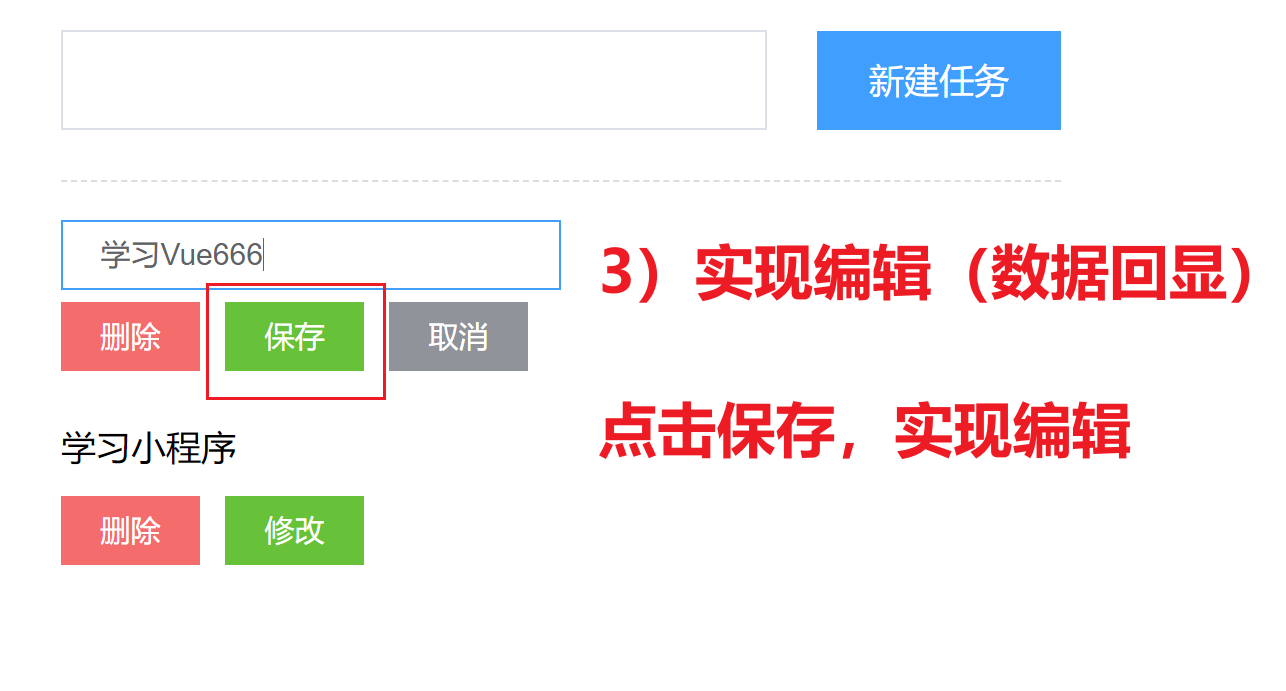 新建任务
学习Vue666
3）实现编辑（数据回显）
删除 保存 取消
点击保存，实现编辑
学习小程序
删除 修改